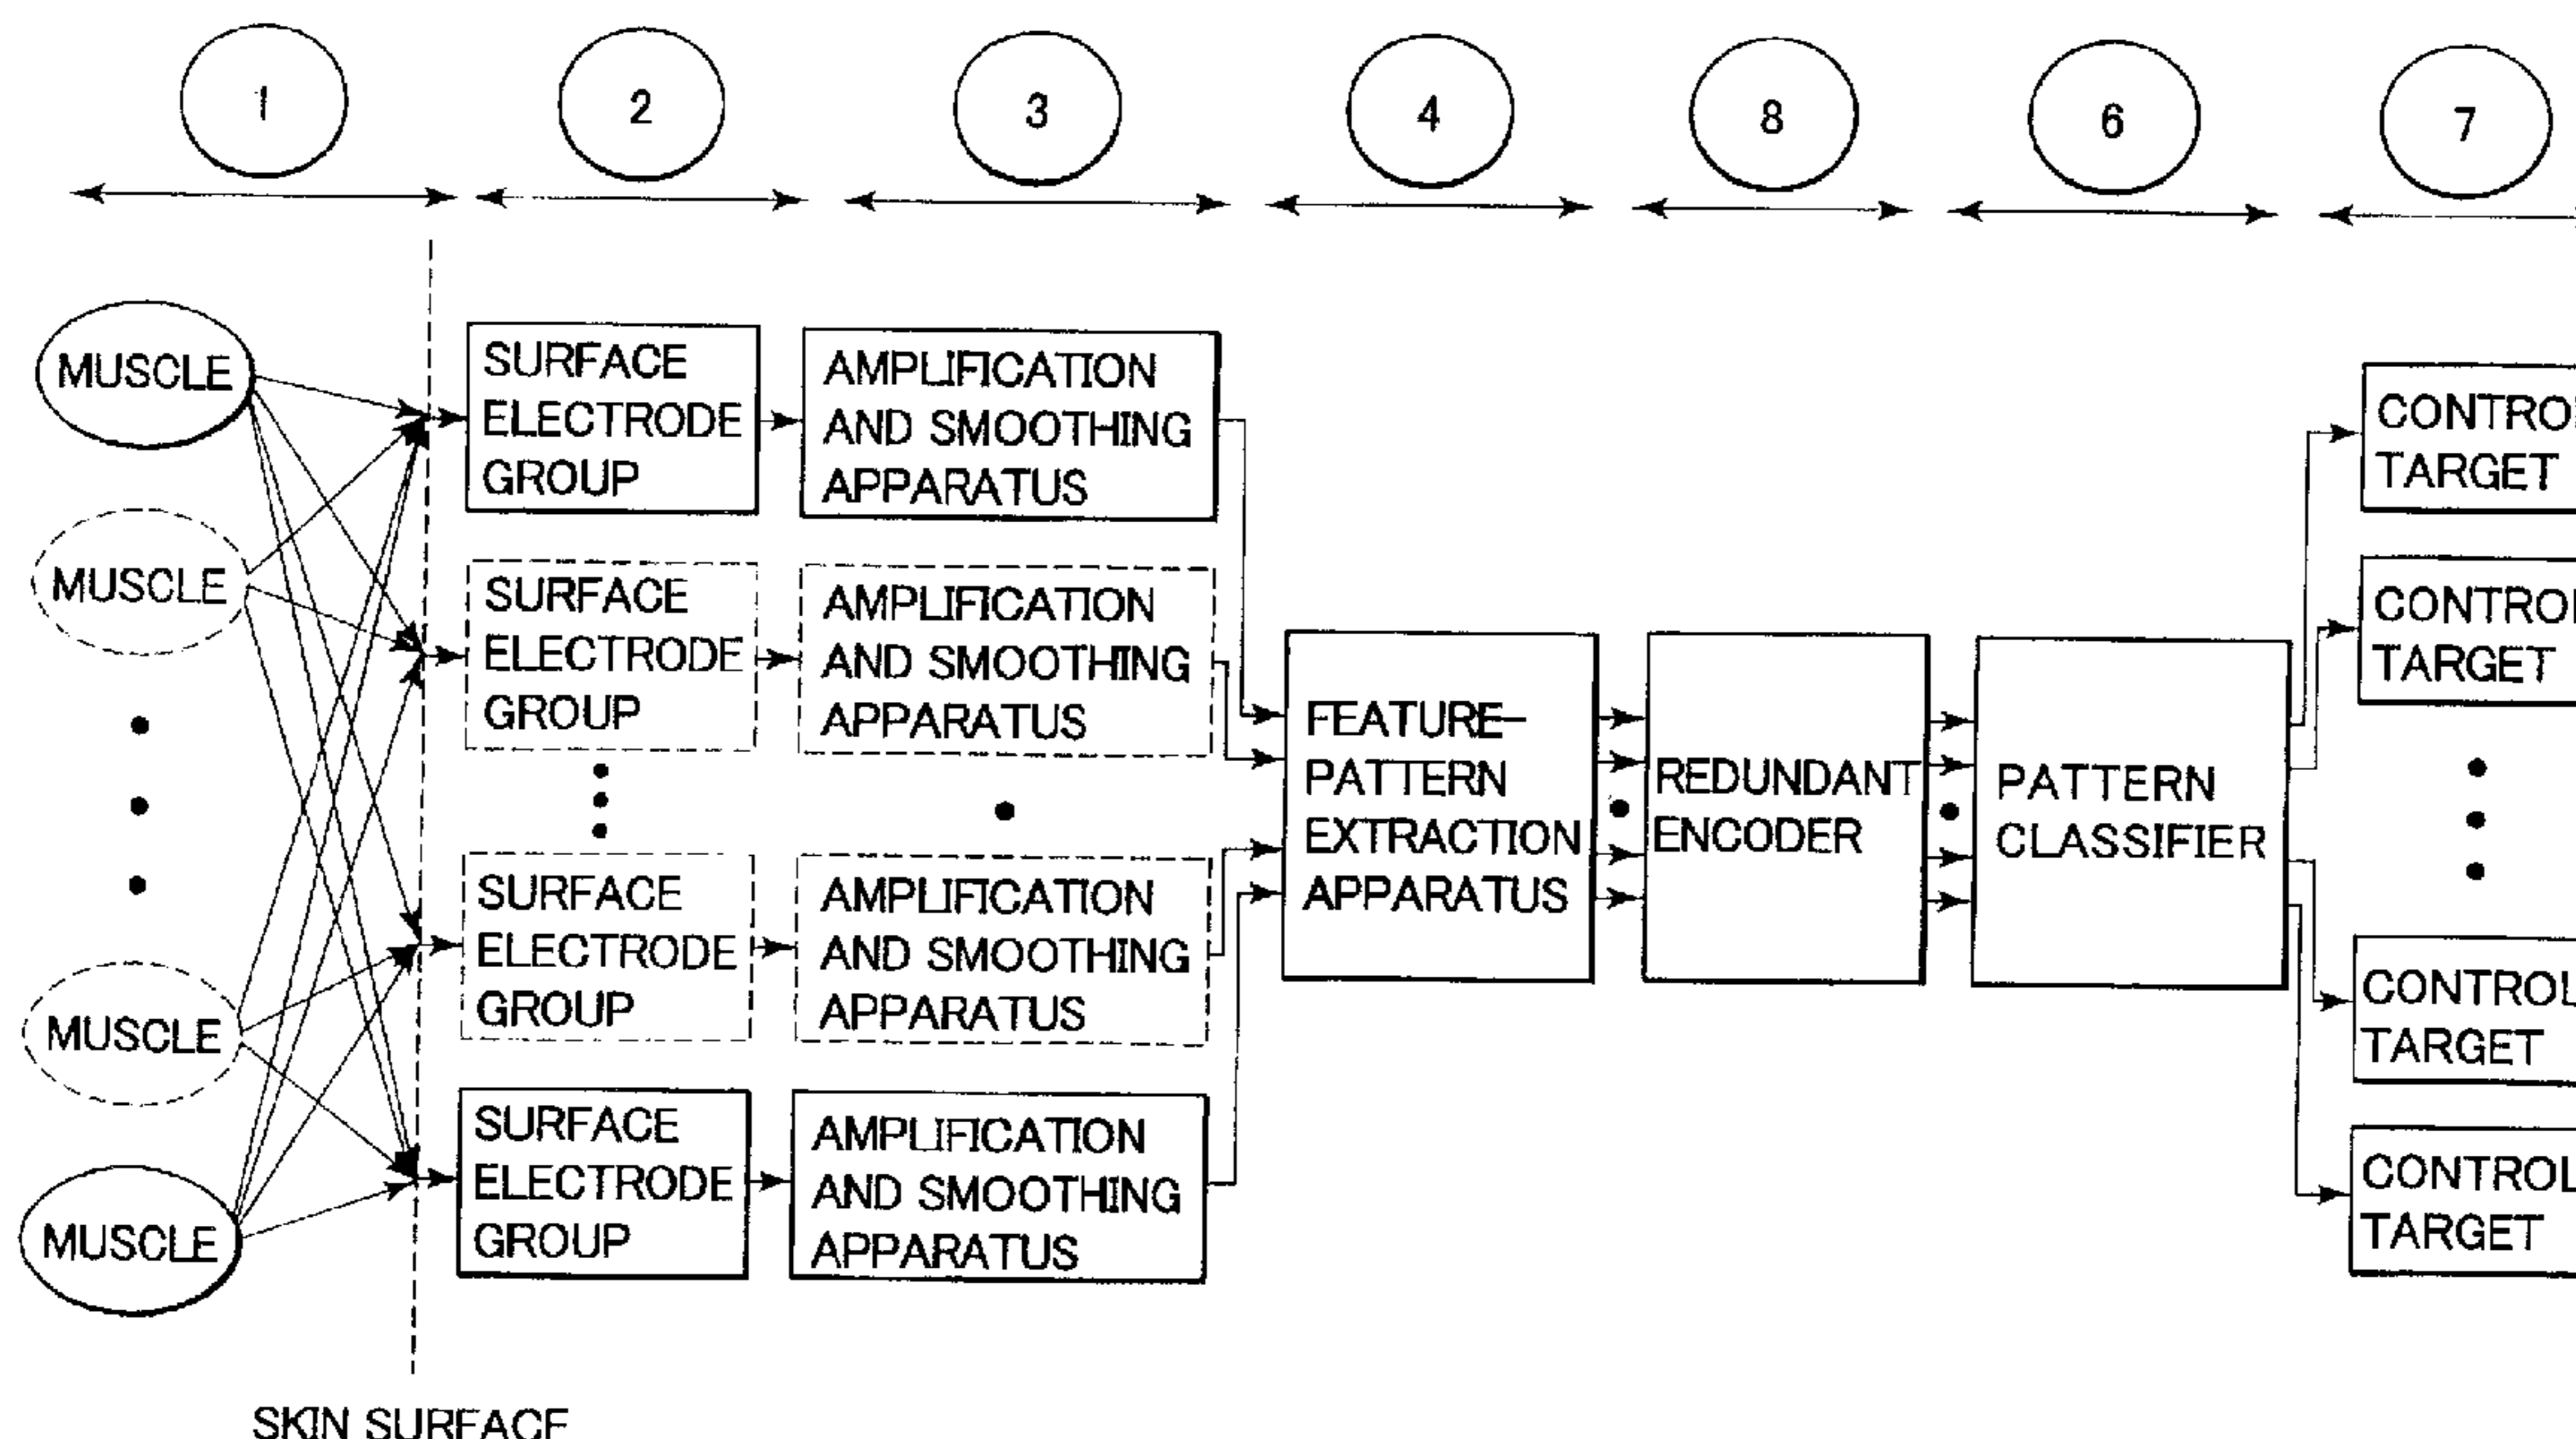 1
2
3
4
8
6
7
MUSCLE
MUSCLE
MUSCLE
MUSCLE
SKIN SURFACE
SURFACE
ELECTRODE
GROUP
SURFACE
ELECTRODE
GROUP
SURFACE
ELECTRODE
GROUP
SURFACE
ELECTRODE
GROUP
AMPLIFICATION
AND SMOOTHING
APPARATUS
AMPLIFICATION
AND SMOOTHING
APPARATUS
AMPLIFICATION
AND SMOOTHING
APPARATUS
AMPLIFICATION
AND SMOOTHING
APPARATUS
FEATURE-
PATTERN
EXTRACTION
APPARATUS
REDUNDANT
ENCODER
PATTERN
CLASSIFIER
CONTROL
TARGET
CONTROL
TARGET
CONTROL
TARGET
CONTROL
TARGET